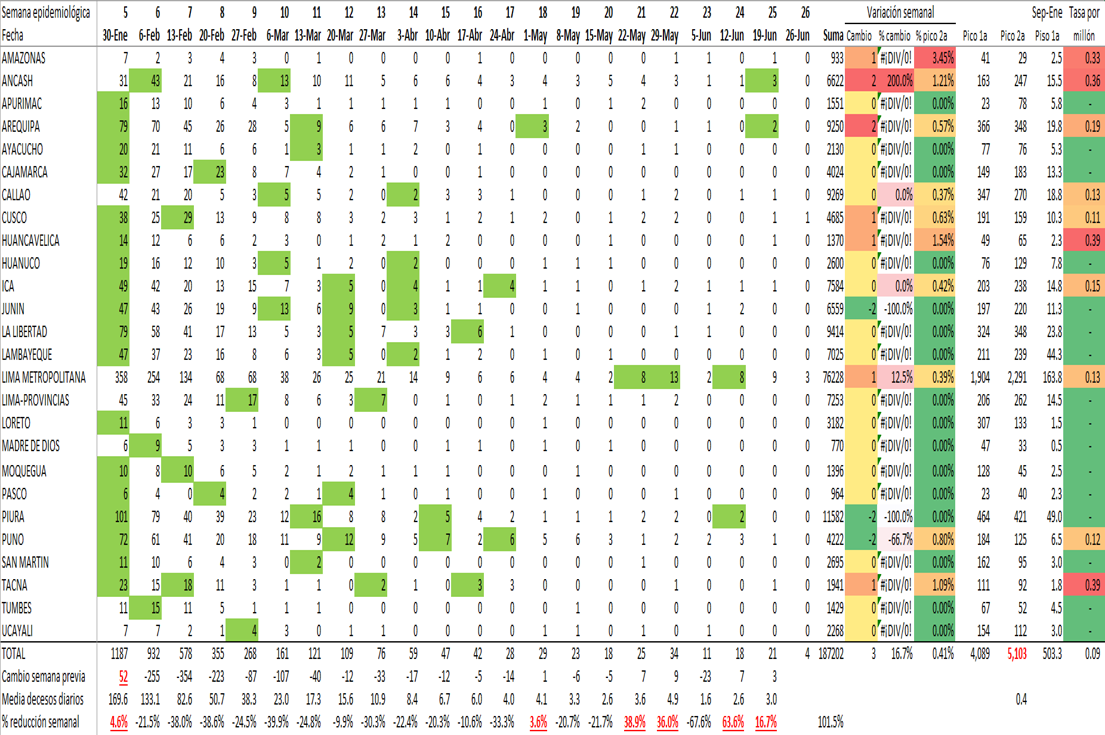 Semana epidemiológica 5 6 7 8 9 10 11 12 13 14 15 16 17 18 19 20 21 22 23 24 25 26 Variación semanal Sep-Ene Tasa por
Fecha 30-Ene 6-Feb 13-Feb 20-Feb 27-Feb 6-Mar 13-Mar 20-Mar 27-Mar 3-Abr 10-Abr 17-Abr 24-Abr 1-May 8-May 15-May 22-May 29-May 5-Jun 12-Jun 19-Jun 26-Jun Suma Cambio % cambio % pico 2a Pico 1a Pico 2a Piso 1a millón
AMAZONAS 7 2 3 4 3 0 1 0 0 0 0 1 0 0 0 0 0 1 1 0 1 0 933 1 #¡DIV/0! 3.45% 41 29 2.5 0.33
ANCASH 31 43 21 16 8 13 10 11 5 6 6 4 3 4 3 5 4 3 1 1 3 0 6622 2 200.0% 1.21% 163 247 15.5 0.36
APURIMAC 16 13 10 6 4 3 1 1 1 1 0 0 0 1 0 1 2 0 0 0 0 0 1551 0 #¡DIV/0! 0.00% 23 78 5.8 -
AREQUIPA 79 70 45 26 28 5 9 6 6 7 3 4 0 3 2 0 0 1 1 0 2 0 9250 2 #¡DIV/0! 0.57% 366 348 19.8 0.19
AYACUCHO 20 21 11 6 6 1 3 1 1 2 0 1 0 0 0 0 1 1 0 0 0 0 2130 0 #¡DIV/0! 0.00% 77 76 5.3 -
CAJAMARCA 32 27 17 23 8 7 4 2 1 0 0 1 0 0 0 0 0 0 0 0 0 0 4024 0 #¡DIV/0! 0.00% 149 183 13.3 -
CALLAO 42 21 20 5 3 5 5 2 0 2 1 3 1 0 0 0 1 2 0 1 1 0 9269 0 0.0% 0.37% 347 270 18.8 0.13
CUSCO 38 25 29 13 9 8 8 3 2 3 1 2 1 2 0 1 2 2 0 0 1 1 4685 1 #¡DIV/0! 0.63% 191 159 10.3 0.11
HUANCAVELICA 14 12 6 6 2 3 0 1 2 1 2 0 0 0 0 1 0 0 0 0 1 0 1370 1 #¡DIV/0! 1.54% 49 65 2.3 0.39
HUANUCO 19 16 12 10 2 5 1 2 0 2 0 0 0 1 1 1 0 0 0 0 0 0 2600 0 #¡DIV/0! 0.00% 76 129 7.8 -
ICA 49 42 20 13 15 7 3 5 0 4 1 1 4 0 0 1 2 1 1 1 1 0 7584 0 0.0% 0.42% 203 238 14.8 0.15
JUNIN 47 43 26 19 9 13 6 9 0 3 1 1 0 0 0 0 1 1 3 2 0 0 6559 -2 -100.0% 0.00% 197 220 11.3 -
LA LIBERTAD 79 58 41 17 13 5 3 5 7 3 3 6 1 0 0 0 2 1 1 0 0 0 9414 0 #¡DIV/0! 0.00% 324 348 23.8 -
LAMBAYEQUE 47 37 23 16 8 6 3 5 0 2 1 2 0 0 0 1 0 0 0 0 0 0 7025 0 #¡DIV/0! 0.00% 211 239 44.3 -
LIMA METROPOLITANA 358 254 134 68 68 38 26 25 21 14 9 6 6 4 4 2 8 13 2 8 9 3 76228 1 12.5% 0.39% 1,904 2,291 163.8 0.13
LIMA-PROVINCIAS 45 33 24 11 17 8 6 3 7 1 1 0 1 2 1 1 1 2 0 0 0 0 7253 0 #¡DIV/0! 0.00% 206 262 14.5 -
LORETO 11 6 3 3 1 0 0 0 0 0 0 0 0 1 0 0 0 0 0 0 0 0 3182 0 #¡DIV/0! 0.00% 307 133 1.5 -
MADRE DE DIOS 6 9 5 3 3 1 1 1 0 0 1 1 0 1 1 0 0 0 0 0 0 0 770 0 #¡DIV/0! 0.00% 47 33 0.5 -
MOQUEGUA 10 8 10 6 5 2 1 2 1 1 1 0 0 0 1 0 0 0 0 0 0 0 1396 0 #¡DIV/0! 0.00% 128 45 2.5 -
PASCO 6 4 0 4 2 2 1 4 1 0 1 0 0 0 0 0 0 1 0 0 0 0 964 0 #¡DIV/0! 0.00% 23 40 2.3 -
PIURA 101 79 40 39 23 12 16 8 8 2 5 4 2 1 1 1 2 2 0 2 0 0 11582 -2 -100.0% 0.00% 464 421 49.0 -
PUNO 72 61 41 20 18 11 9 12 9 5 7 2 6 5 6 3 1 2 2 3 1 0 4222 -2 -66.7% 0.80% 184 125 6.5 0.12
SAN MARTIN 11 10 6 4 3 0 2 0 0 0 0 0 0 0 0 0 1 0 0 0 0 0 2695 0 #¡DIV/0! 0.00% 162 95 3.0 -
TACNA 23 15 18 11 3 1 1 0 2 1 0 3 3 0 0 0 0 1 0 0 1 0 1941 1 #¡DIV/0! 1.09% 111 92 1.8 0.39
TUMBES 11 15 11 5 1 1 1 0 0 0 0 0 0 0 1 0 0 0 0 0 0 0 1429 0 #¡DIV/0! 0.00% 67 52 4.5 -
UCAYALI 7 7 2 1 4 3 0 1 1 0 0 0 0 1 1 0 1 0 1 0 0 0 2268 0 #¡DIV/0! 0.00% 154 112 3.0 -
TOTAL 1187 932 578 355 268 161 121 109 76 59 47 42 28 29 23 18 25 34 11 18 21 4 187202 3 16.7% 0.41% 4,089 5,103 503.3 0.09
Cambio semana previa 52 -255 -354 -223 -87 -107 -40 -12 -33 -17 -12 -5 -14 1 -6 -5 7 9 -23 7 3
Media decesos diarios 169.6 133.1 82.6 50.7 38.3 23.0 17.3 15.6 10.9 8.4 6.7 6.0 4.0 4.1 3.3 2.6 3.6 4.9 1.6 2.6 3.0 0.4
% reducción semanal 4.6% -21.5% -38.0% -38.6% -24.5% -39.9% -24.8% -9.9% -30.3% -22.4% -20.3% -10.6% -33.3% 3.6% -20.7% -21.7% 38.9% 36.0% -67.6% 63.6% 16.7% 101.5%